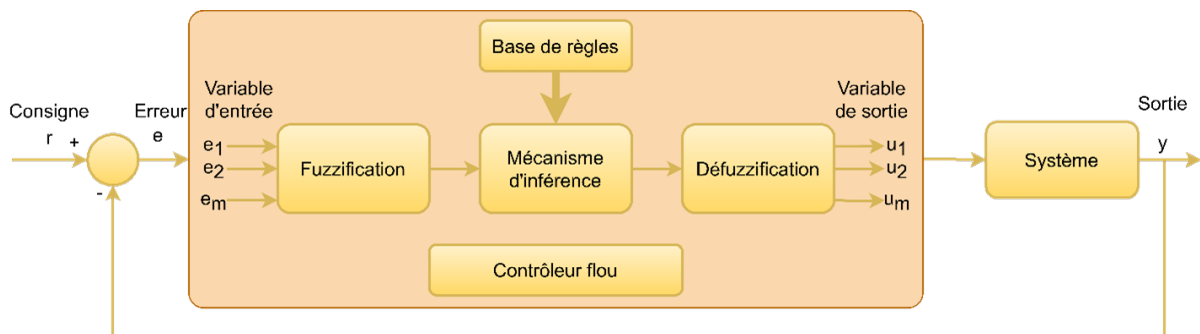 Consigne
r
+
-
Erreur
e
Variable
d'entrée
e1
e2
em
Fuzzification
Base de règles
Mécanisme
d'inférence
Défuzzification
Variable
de sortie
u1
u2
um
Contrôleur flou
Système
Sortie
y